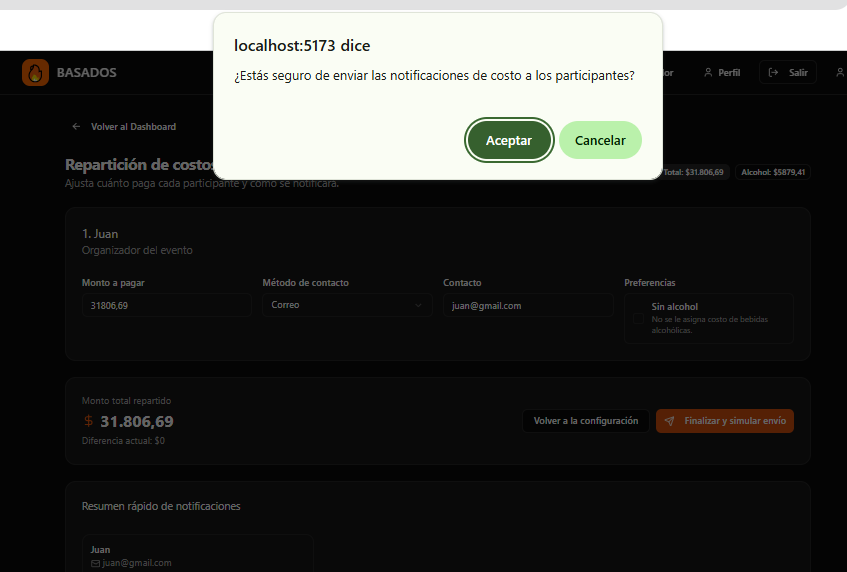 localhost:5173 dice
¿Estás seguro de enviar las notificaciones de costo a los participantes?
Aceptar
Cancelar
BASADOS
Perfil
Salir
Volver al Dashboard
Repartición de costos
Ajusta cuánto paga cada participante y cómo se notificará.
Total: $31.806,69
Alcohol: $5879,41
1. Juan
Organizador del evento
Monto a pagar
Método de contacto
Contacto
Preferencias
31806,69
Correo
juan@gmail.com
Sin alcohol
No se le asigna costo de bebidas
alcohólicas.
Monto total repartido
$ 31.806,69
Diferencia actual: $0
Volver a la configuración
Finalizar y simular envío
Resumen rápido de notificaciones
Juan
juan@gmail.com